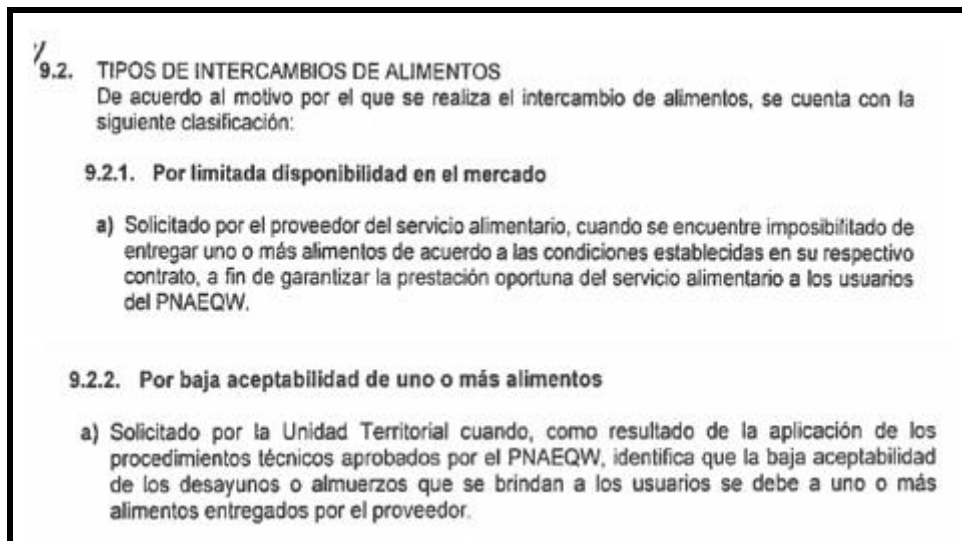 9.2. TIPOS DE INTERCAMBIOS DE ALIMENTOS
De acuerdo al motivo por el que se realiza el intercambio de alimentos, se cuenta con la
siguiente clasificación:
9.2.1. Por limitada disponibilidad en el mercado
a) Solicitado por el proveedor del servicio alimentario, cuando se encuentre imposibilitado de
entregar uno o más alimentos de acuerdo a las condiciones establecidas en su respectivo
contrato, a fin de garantizar la prestación oportuna del servicio alimentario a los usuarios
del PNAEQW.
9.2.2. Por baja aceptabilidad de uno o más alimentos
a) Solicitado por la Unidad Territorial cuando, como resultado de la aplicación de los
procedimientos técnicos aprobados por el PNAEQW, identifica que la baja aceptabilidad
de los desayunos o almuerzos que se brindan a los usuarios se debe a uno o más
alimentos entregados por el proveedor.